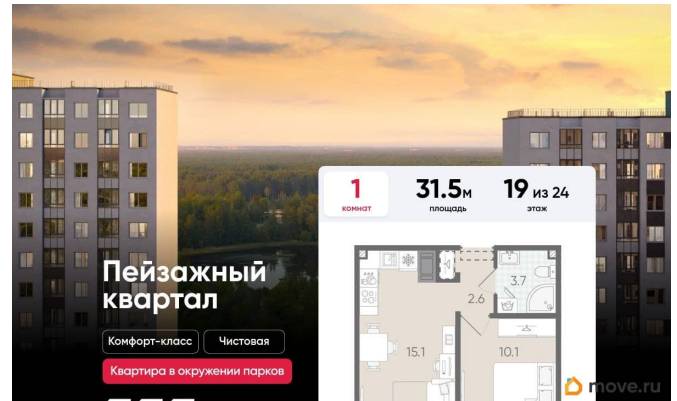 1
комнат
31.5м
площадь
19 из 24
этаж
Пейзажный
квартал
Комфорт-класс
Чистовая
Квартира в окружении парков
3.7
2.6
15.1
10.1
move.ru